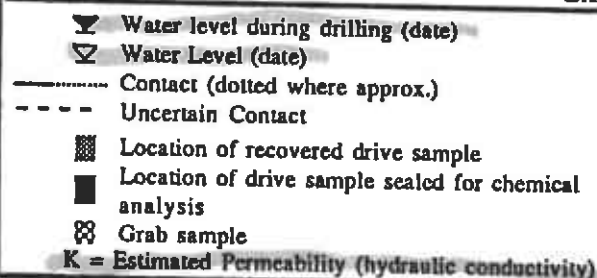 Water level during drilling (date)
Water Level (date)
Contact (dotted where approx.)
Uncertain Contact
Location of recovered drive sample
Location of drive sample sealed for chemical
analysis
Grab sample
K = Estimated Permeability (hydraulic conductivity)